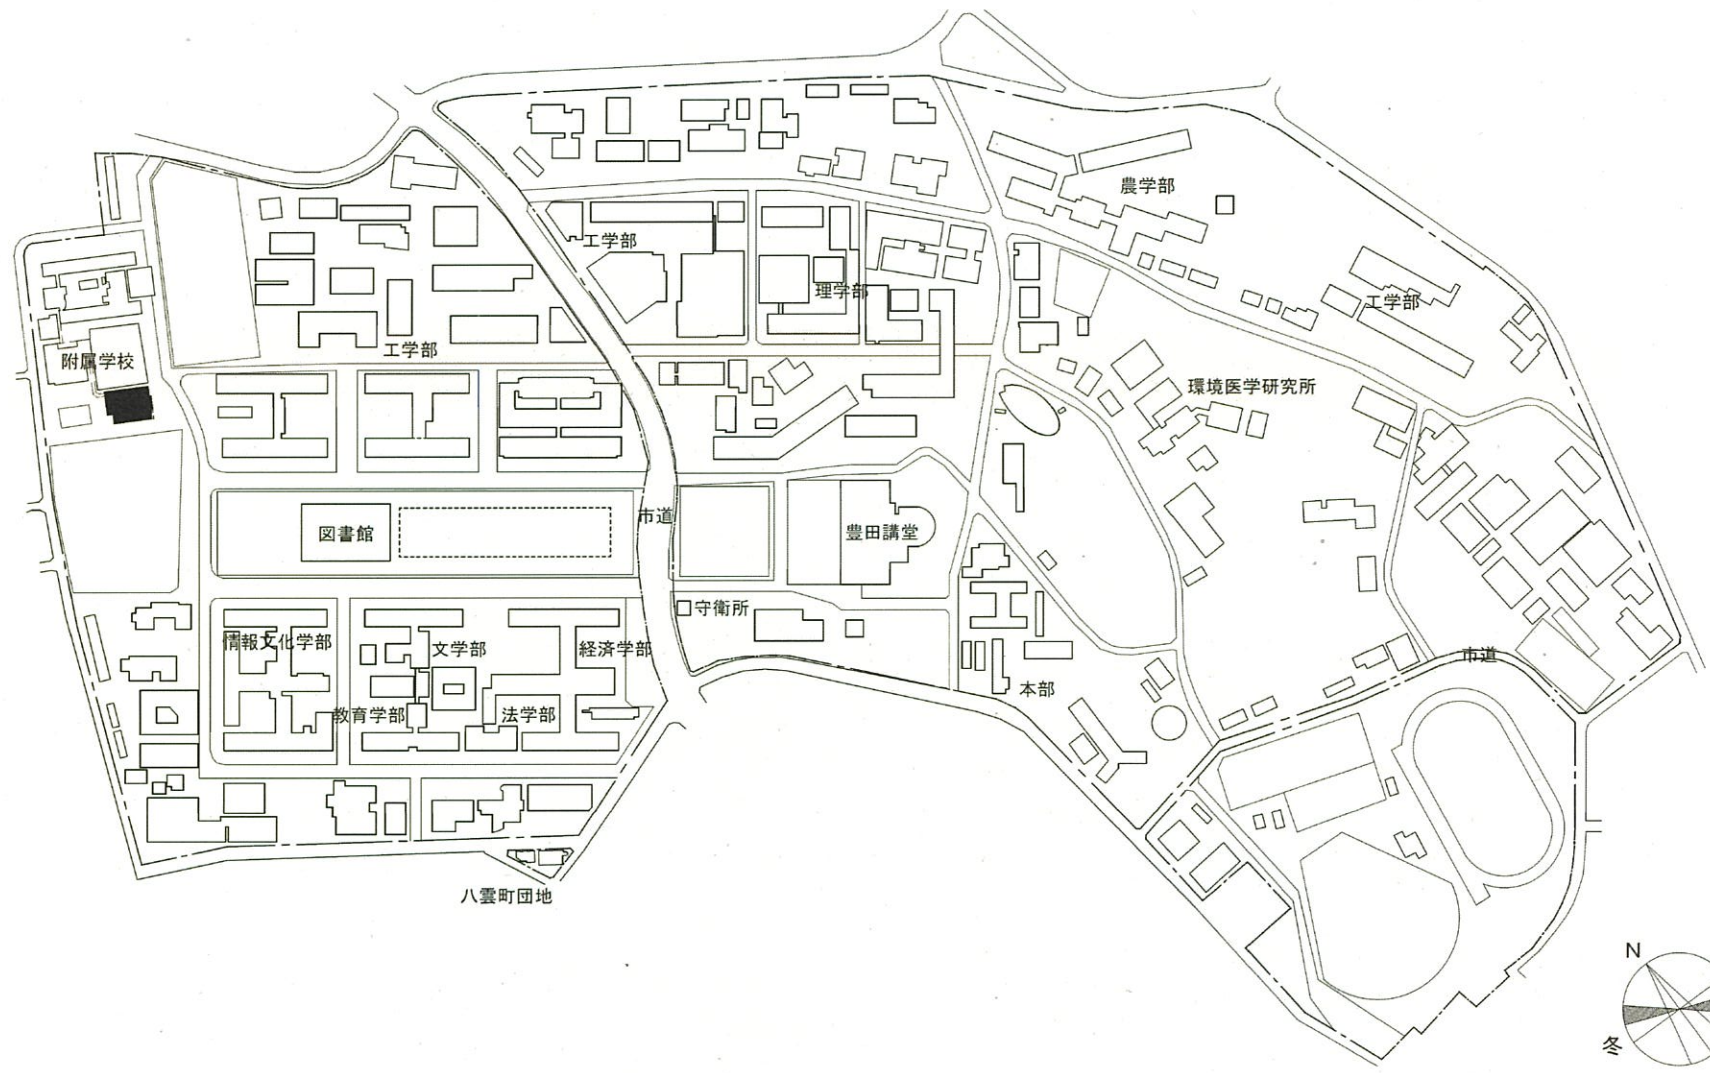 農学部
工学部
理学部
工学部
工学部
附属学校
環境医学研究所
市道
図書館
豊田講堂
守衛所
情報文化学部
文学部
経済学部
市道
本部
教育学部
法学部
八雲町団地
N
冬